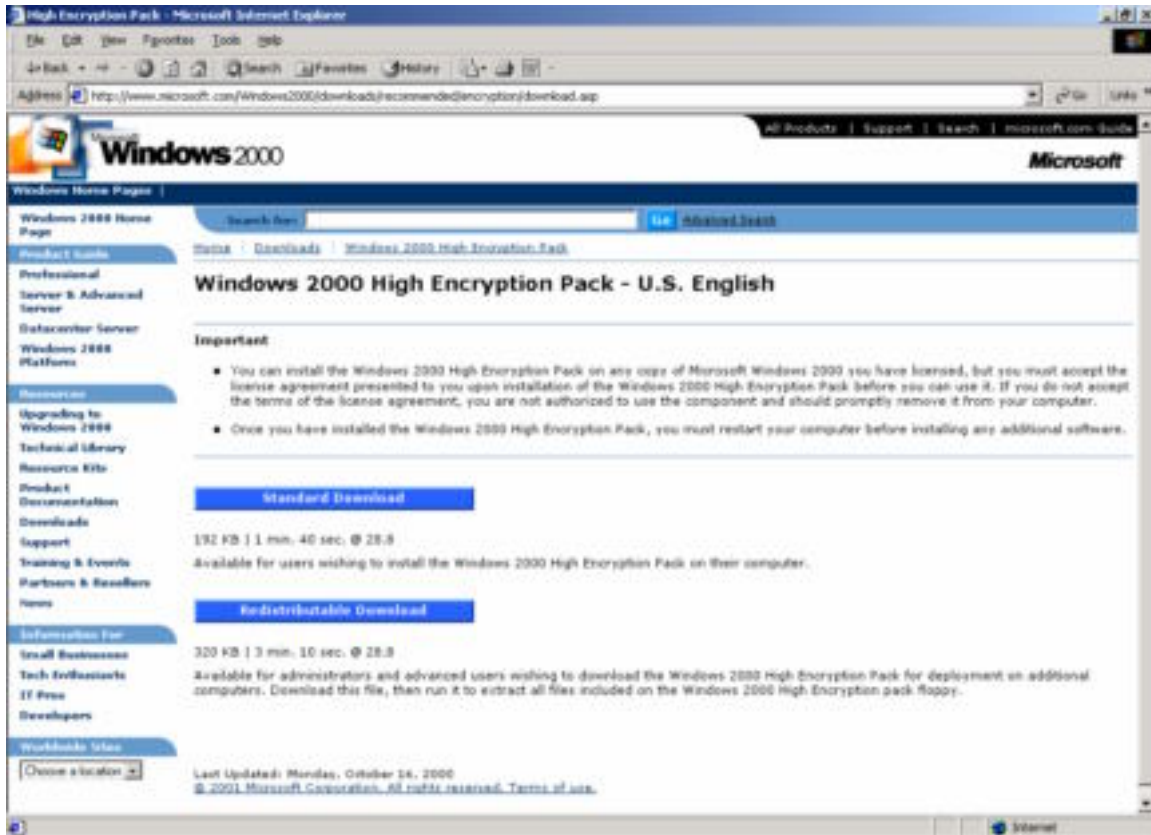 High Encryption Pack - Microsoft Internet Explorer
File Edit View Favorites Tools Help
Back Search Favorites History
Address http://www.microsoft.com/Windows2000/downloads/recommended/encryption/download.asp Go Links
All Products | Support | Search | microsoft.com Guide
Microsoft
Windows 2000
Microsoft
Windows Home Pages |
Windows 2000 Home
Page
Product Guide
Professional
Server & Advanced
Server
Datacenter Server
Windows 2000
Platform
Resources
Upgrading to
Windows 2000
Technical Library
Resource Kits
Product
Documentation
Downloads
Support
Training & Events
Partners & Resellers
News
Information For
Small Businesses
Tech Enthusiasts
IT Pros
Developers
Worldwide Sites
Choose a location
Search for: Go Advanced Search
Home | Downloads | Windows 2000 High Encryption Pack
Windows 2000 High Encryption Pack - U.S. English
Important
• You can install the Windows 2000 High Encryption Pack on any copy of Microsoft Windows 2000 you have licensed, but you must accept the
license agreement presented to you upon installation of the Windows 2000 High Encryption Pack before you can use it. If you do not accept
the terms of the license agreement, you are not authorized to use the component and should promptly remove it from your computer.
• Once you have installed the Windows 2000 High Encryption Pack, you must restart your computer before installing any additional software.
Standard Download
192 KB | 1 min. 40 sec. @ 28.8
Available for users wishing to install the Windows 2000 High Encryption Pack on their computer.
Redistributable Download
320 KB | 3 min. 10 sec. @ 28.8
Available for administrators and advanced users wishing to download the Windows 2000 High Encryption Pack for deployment on additional
computers. Download this file, then run it to extract all files included on the Windows 2000 High Encryption pack floppy.
Last Updated: Monday, October 16, 2000
© 2001 Microsoft Corporation. All rights reserved. Terms of use.
Internet